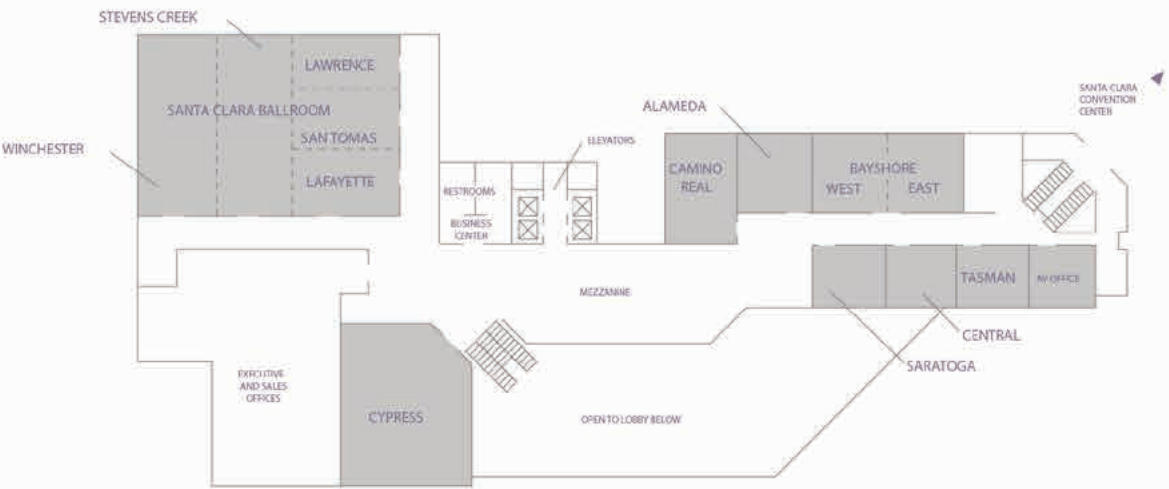 STEVENS CREEK
LAWRENCE
SANTA CLARA BALLROOM
SAN TOMAS
WINCHESTER
LAFAYETTE
RESTROOMS
BUSINESS
CENTER
ELEVATORS
ALAMEDA
CAMINO
REAL
BAYSHORE
WEST EAST
SANTA CLARA
CONVENTION
CENTER
MEZZANINE
TASMAN
AV OFFICE
CENTRAL
SARATOGA
EXECUTIVE
AND SALES
OFFICES
CYPRESS
OPEN TO LOBBY BELOW